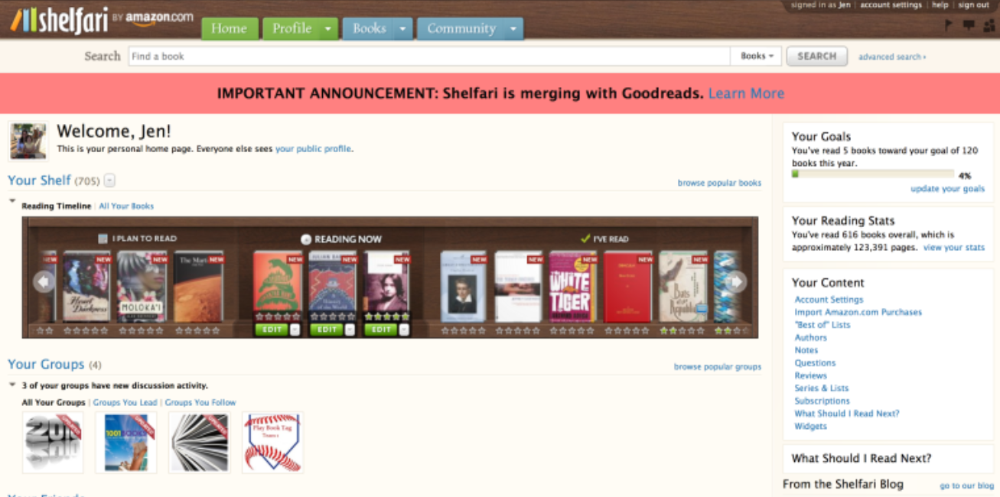 signed in as Jen | account settings | help | sign out
shelfari BY amazon.com
Home Profile Books Community
Search Find a book Books SEARCH advanced search
IMPORTANT ANNOUNCEMENT: Shelfari is merging with Goodreads. Learn More
Welcome, Jen!
This is your personal home page. Everyone else sees your public profile.
Your Shelf (705)
browse popular books
Reading Timeline | All Your Books
I PLAN TO READ
READING NOW
I'VE READ
NEW NEW NEW NEW NEW NEW NEW NEW NEW NEW NEW NEW
Heart Darkness
MOLOKA'I
The
JULIAN
A History of the World
WHITE TIGER
Bats of the Republic
EDIT EDIT EDIT
Your Groups (4)
browse popular groups
3 of your groups have new discussion activity.
All Your Groups | Groups You Lead | Groups You Follow
UPDATED UPDATED UPDATED
1001 BOOKS
Play Book Tag
Your Friends
Your Goals
You've read 5 books toward your goal of 120
books this year.
4%
update your goals
Your Reading Stats
You've read 616 books overall, which is
approximately 123,391 pages. view your stats
Your Content
Account Settings
Import Amazon.com Purchases
"Best of" Lists
Authors
Notes
Questions
Reviews
Series & Lists
Subscriptions
What Should I Read Next?
Widgets
What Should I Read Next?
From the Shelfari Blog
go to our blog